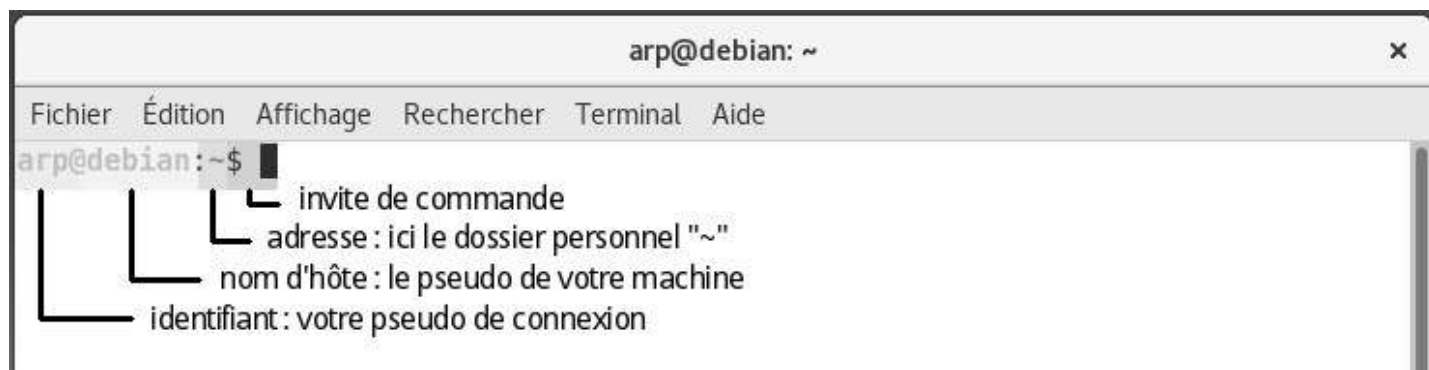 arp@debian: ~ ×
Fichier Édition Affichage Rechercher Terminal Aide
arp@debian:~$
invite de commande
adresse : ici le dossier personnel "~"
nom d'hôte : le pseudo de votre machine
identifiant : votre pseudo de connexion